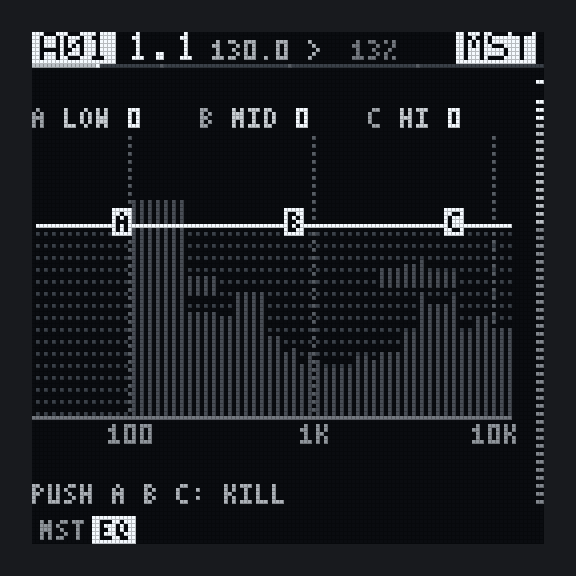 A01 1.1 130.0 > 13% MST
A LOW 0 B MID 0 C HI 0
A B C
100 1K 10K
PUSH A B C: KILL
MST EQ